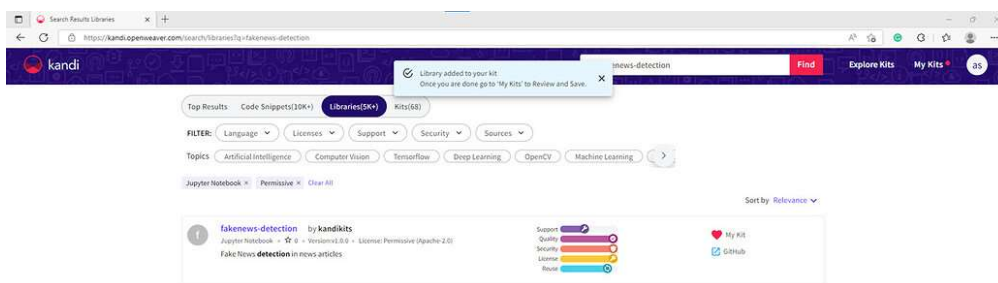 Search Results Libraries
https://kandi.openweaver.com/search/libraries?q=fakenews-detection
kandi
Library added to your kit
Once you are done go to 'My Kits' to Review and Save.
news-detection
Find
Explore Kits
My Kits
as
Top Results Code Snippets(10K+) Libraries(5K+) Kits(68)
FILTER: Language Licenses Support Security Sources
Topics Artificial Intelligence Computer Vision Tensorflow Deep Learning OpenCV Machine Learning
Jupyter Notebook × Permissive × Clear All
Sort by Relevance
f
fakenews-detection by kandikits
Jupyter Notebook 0 Version:v1.0.0 License: Permissive (Apache-2.0)
Fake News detection in news articles
Support
Quality
Security
License
Reuse
My Kit
GitHub